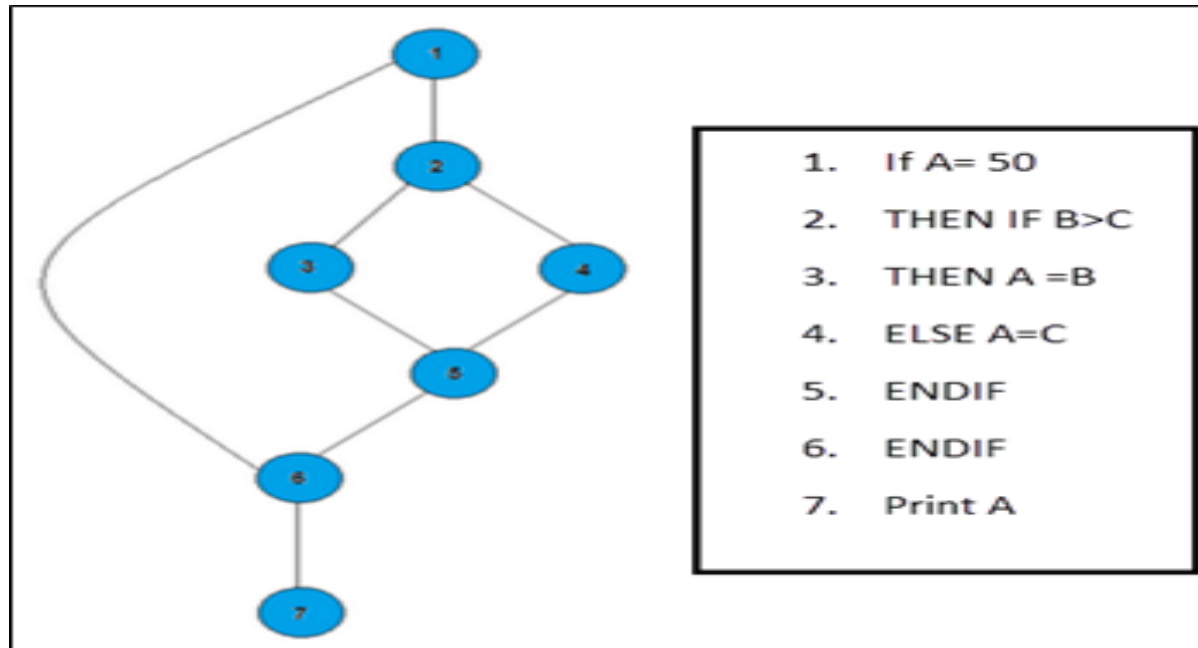 1
2
3
4
5
6
7
1. If A= 50
2. THEN IF B>C
3. THEN A =B
4. ELSE A=C
5. ENDIF
6. ENDIF
7. Print A